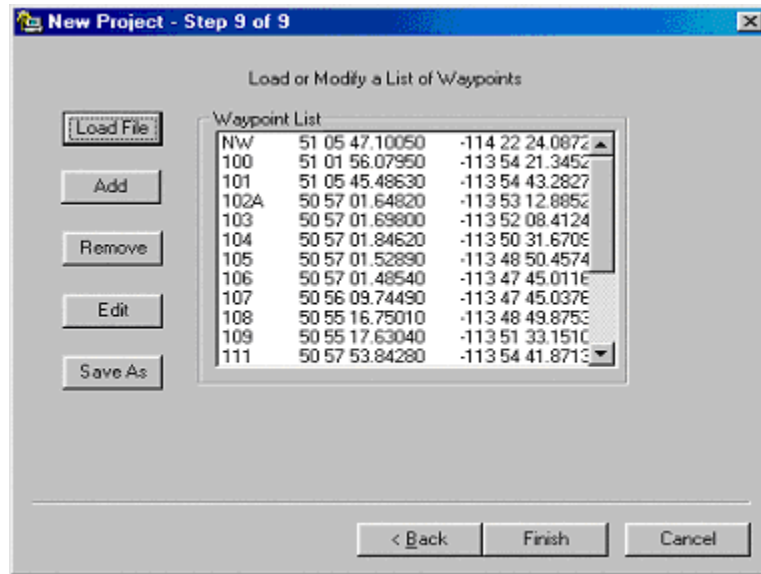 New Project - Step 9 of 9
Load or Modify a List of Waypoints
Load File
Add
Remove
Edit
Save As
Waypoint List
NW 51 05 47.10050 -114 22 24.0872
100 51 01 56.07950 -113 54 21.3452
101 51 05 45.48630 -113 54 43.2827
102A 50 57 01.64820 -113 53 12.8852
103 50 57 01.69800 -113 52 08.4124
104 50 57 01.84620 -113 50 31.6709
105 50 57 01.52890 -113 48 50.4574
106 50 57 01.48540 -113 47 45.0116
107 50 56 09.74490 -113 47 45.0376
108 50 55 16.75010 -113 48 49.8753
109 50 55 17.63040 -113 51 33.1510
111 50 57 53.84280 -113 54 41.8713
< Back
Finish
Cancel